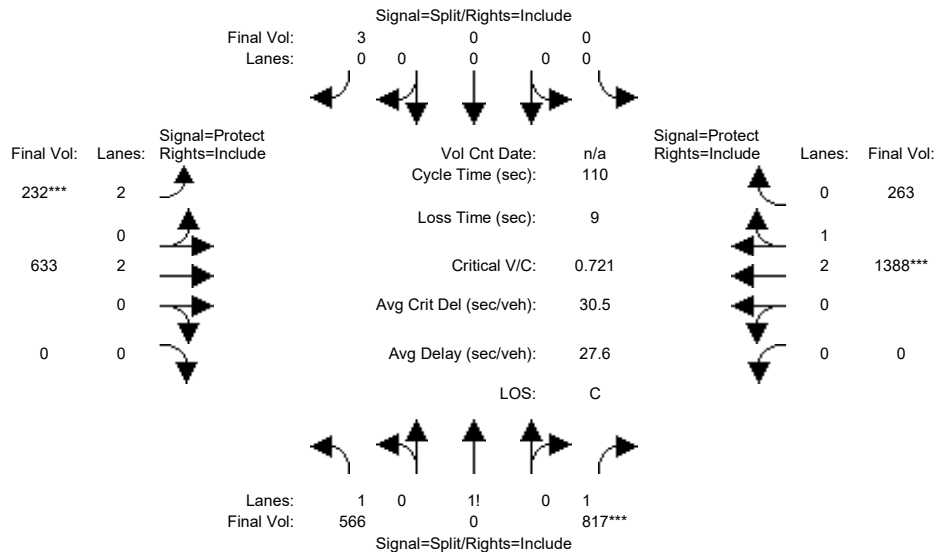 Signal=Split/Rights=Include
Final Vol: 3 0 0
Lanes: 0 0 0 0 0
Signal=Protect Signal=Protect
Final Vol: Lanes: Rights=Include Vol Cnt Date: n/a Rights=Include Lanes: Final Vol:
Cycle Time (sec): 110
232*** 2 0 263
Loss Time (sec): 9
0 1
633 2 Critical V/C: 0.721 2 1388***
0 Avg Crit Del (sec/veh): 30.5 0
0 0 Avg Delay (sec/veh): 27.6 0 0
LOS: C
Lanes: 1 0 1! 0 1
Final Vol: 566 0 817***
Signal=Split/Rights=Include